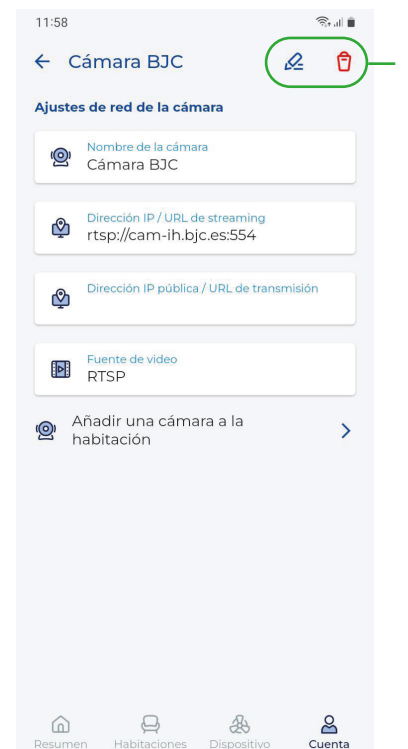 11:58
Cámara BJC
Ajustes de red de la cámara
Nombre de la cámara
Cámara BJC
Dirección IP / URL de streaming
rtsp://cam-ih.bjc.es:554
Dirección IP pública / URL de transmisión
Fuente de video
RTSP
Añadir una cámara a la
habitación
Resumen Habitaciones Dispositivo Cuenta